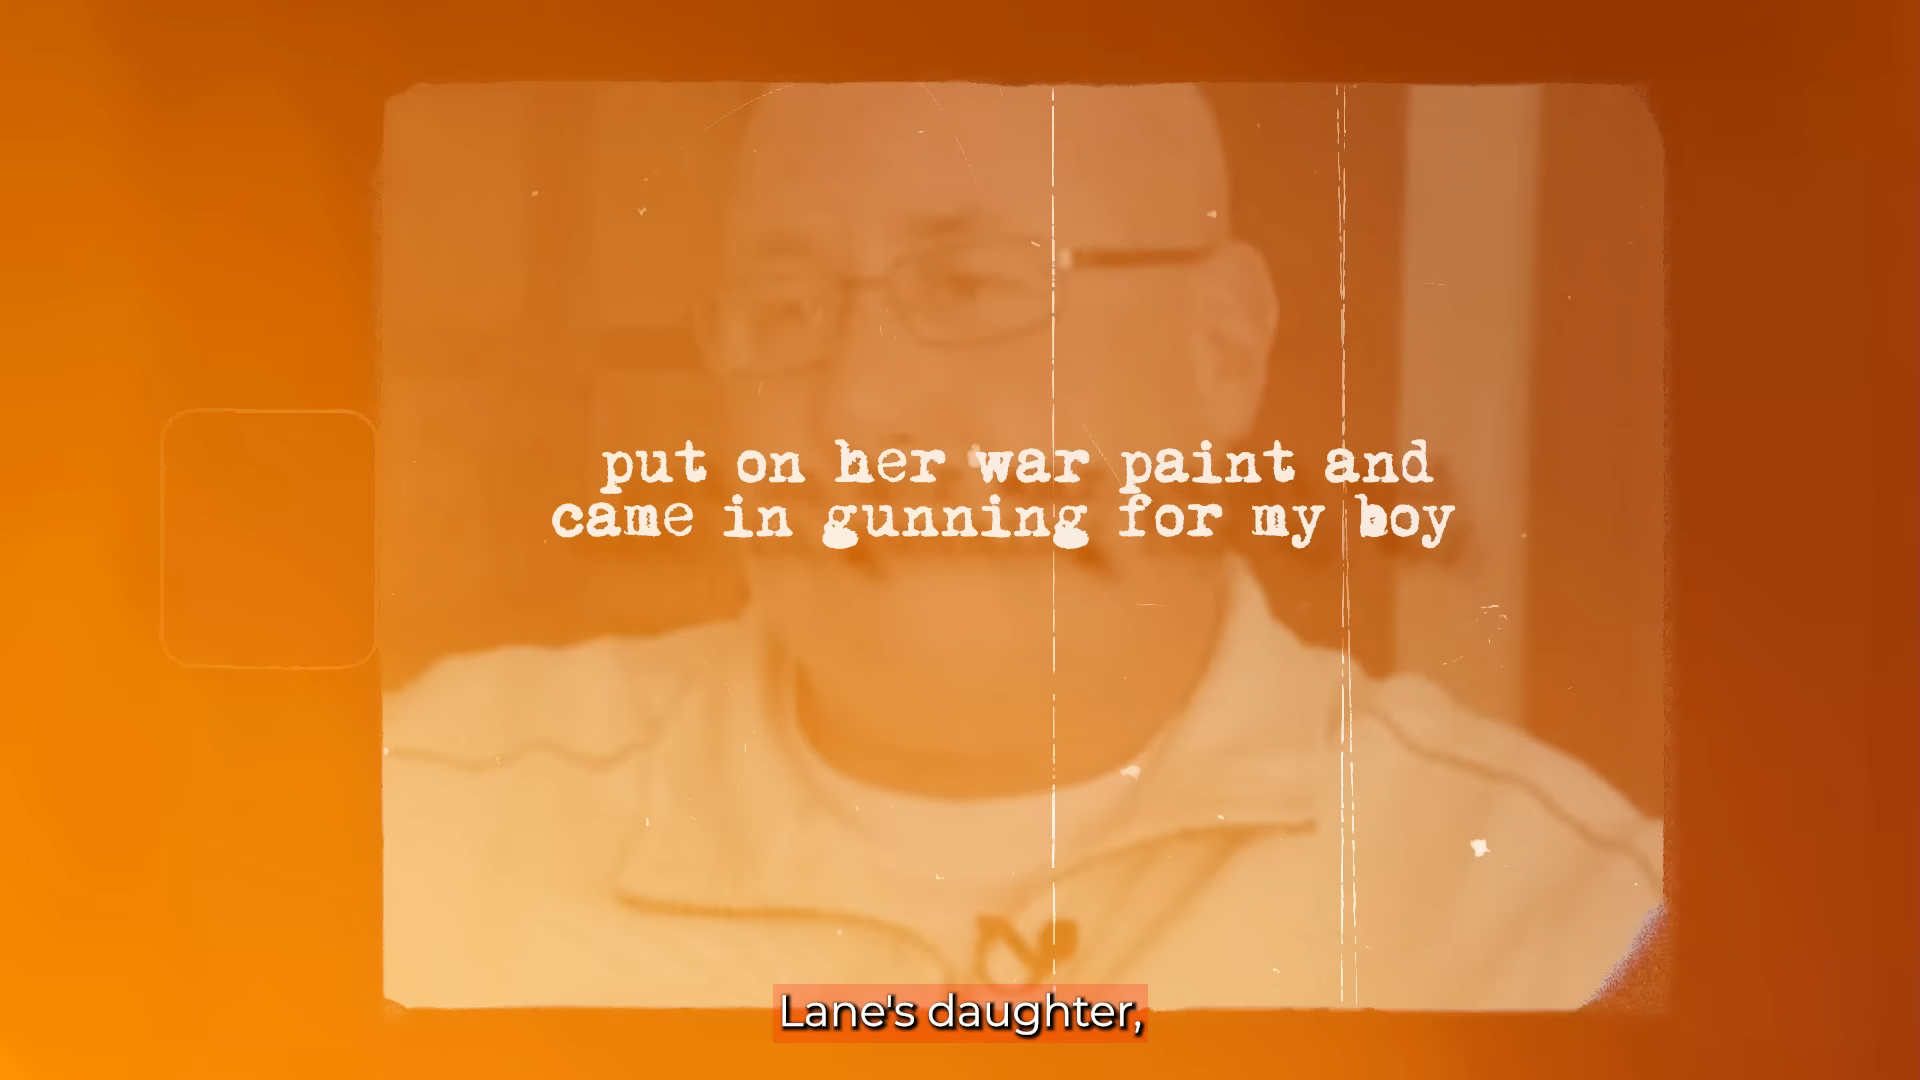 put on her war paint and
came in gunning for my boy
Lane's daughter,